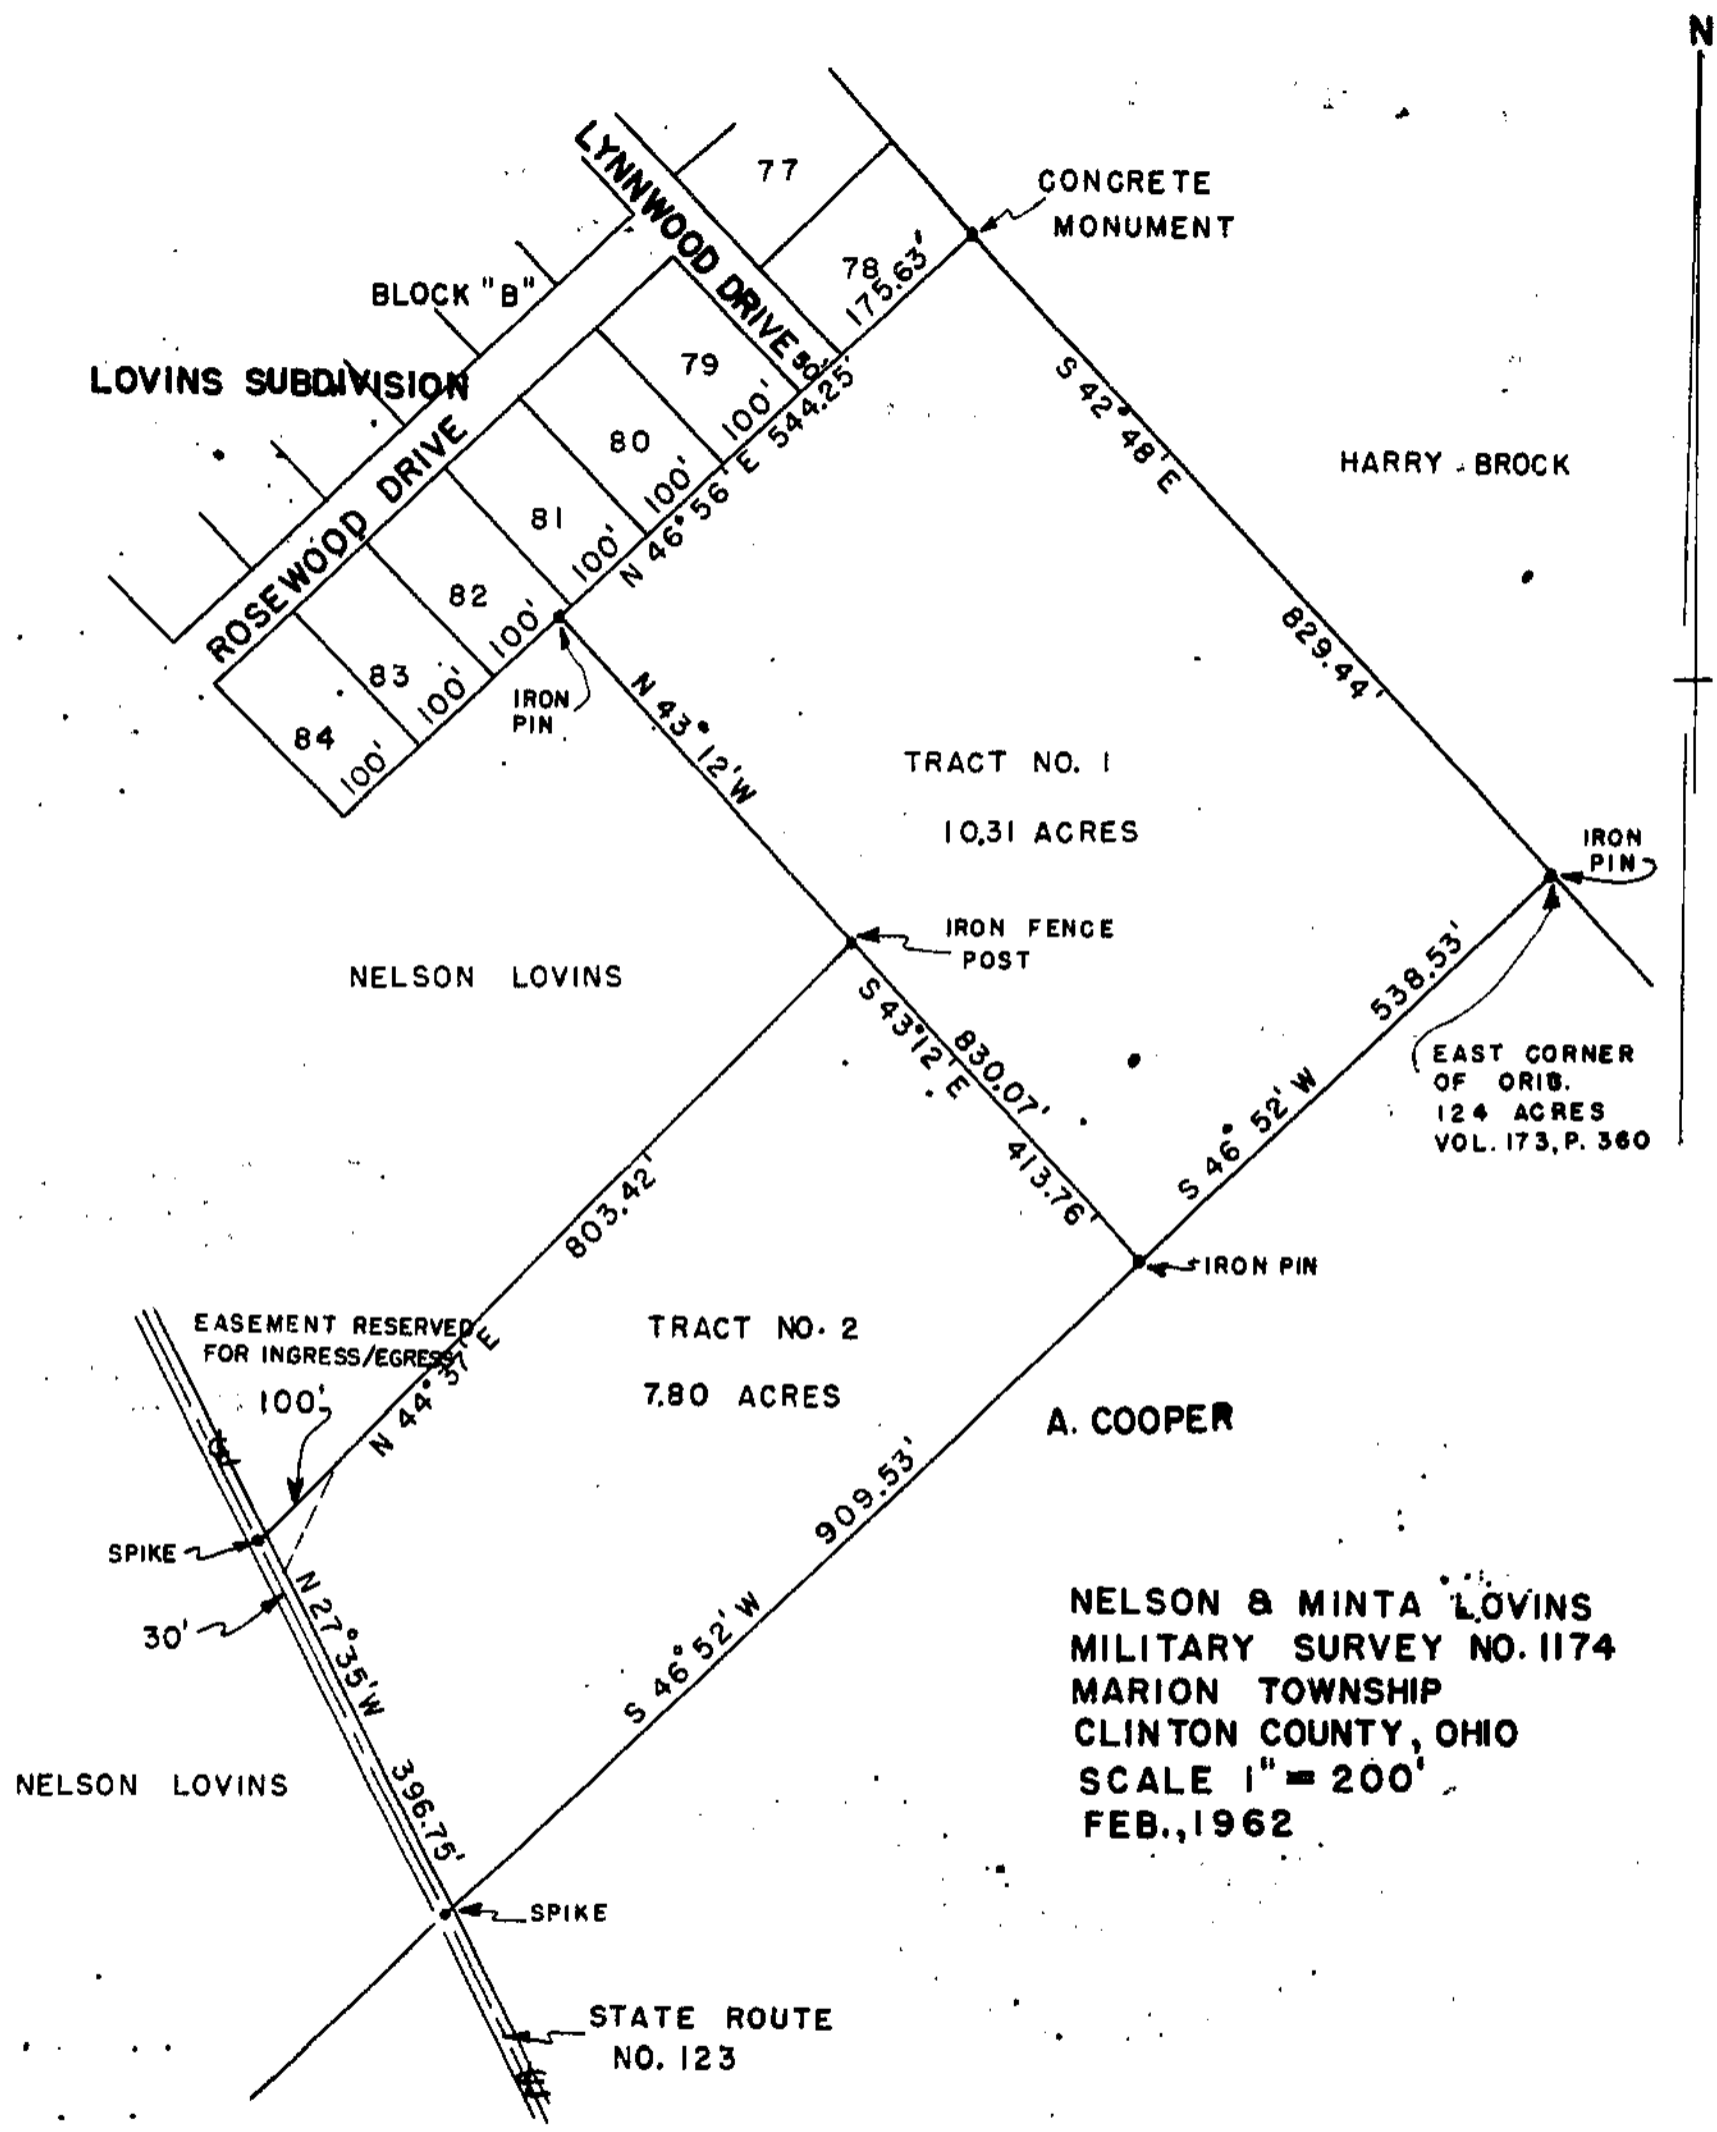 N
LYNNWOOD DRIVE
50'
77
CONCRETE
MONUMENT
78
175.63'
BLOCK "B"
LOVINS SUBDIVISION
ROSEWOOD DRIVE
79
100'
80
100'
81
100'
82
100'
83
100'
84
100'
N 46° 56' E 544.25'
S 42° 48' E
829.44'
HARRY BROCK
IRON
PIN
N 43° 12' W
TRACT NO. 1
10.31 ACRES
IRON
PIN
IRON FENCE
POST
NELSON LOVINS
S 43° 12' E
830.07'
413.76'
538.53'
S 46° 52' W
EAST CORNER
OF ORIB.
124 ACRES
VOL. 173, P. 360
IRON PIN
803.42'
N 44° 37' E
EASEMENT RESERVED
FOR INGRESS/EGRESS
100'
TRACT NO. 2
7.80 ACRES
A. COOPER
909.53'
S 46° 52' W
SPIKE
30'
N 27° 35' W
396.75'
NELSON LOVINS
SPIKE
STATE ROUTE
NO. 123
NELSON & MINTA LOVINS
MILITARY SURVEY NO. 1174
MARION TOWNSHIP
CLINTON COUNTY, OHIO
SCALE 1" = 200'
FEB., 1962